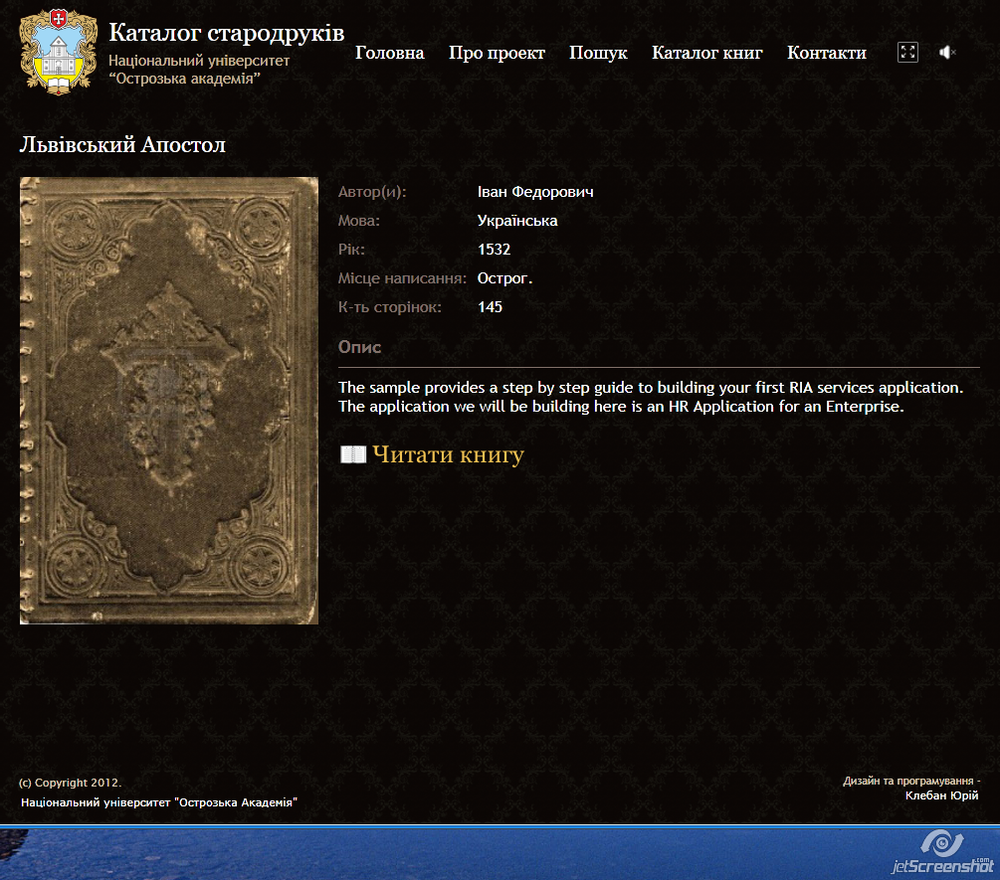 Каталог стародруків
Національний університет
“Острозька академія”
Головна Про проект Пошук Каталог книг Контакти
Львівський Апостол
Автор(и): Іван Федорович
Мова: Українська
Рік: 1532
Місце написання: Острог.
К-ть сторінок: 145
Опис
The sample provides a step by step guide to building your first RIA services application.
The application we will be building here is an HR Application for an Enterprise.
Читати книгу
(c) Copyright 2012.
Національний університет "Острозька Академія"
Дизайн та програмування -
Клебан Юрій
jetScreenshot.com